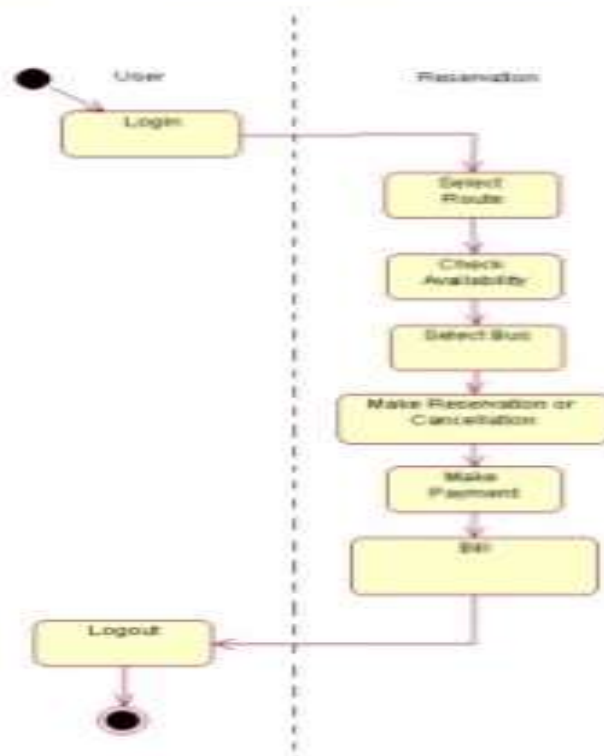 User
Reservation
Login
Select
Route
Check
Availability
Select Bus
Make Reservation or
Cancellation
Make
Payment
Bill
Logout